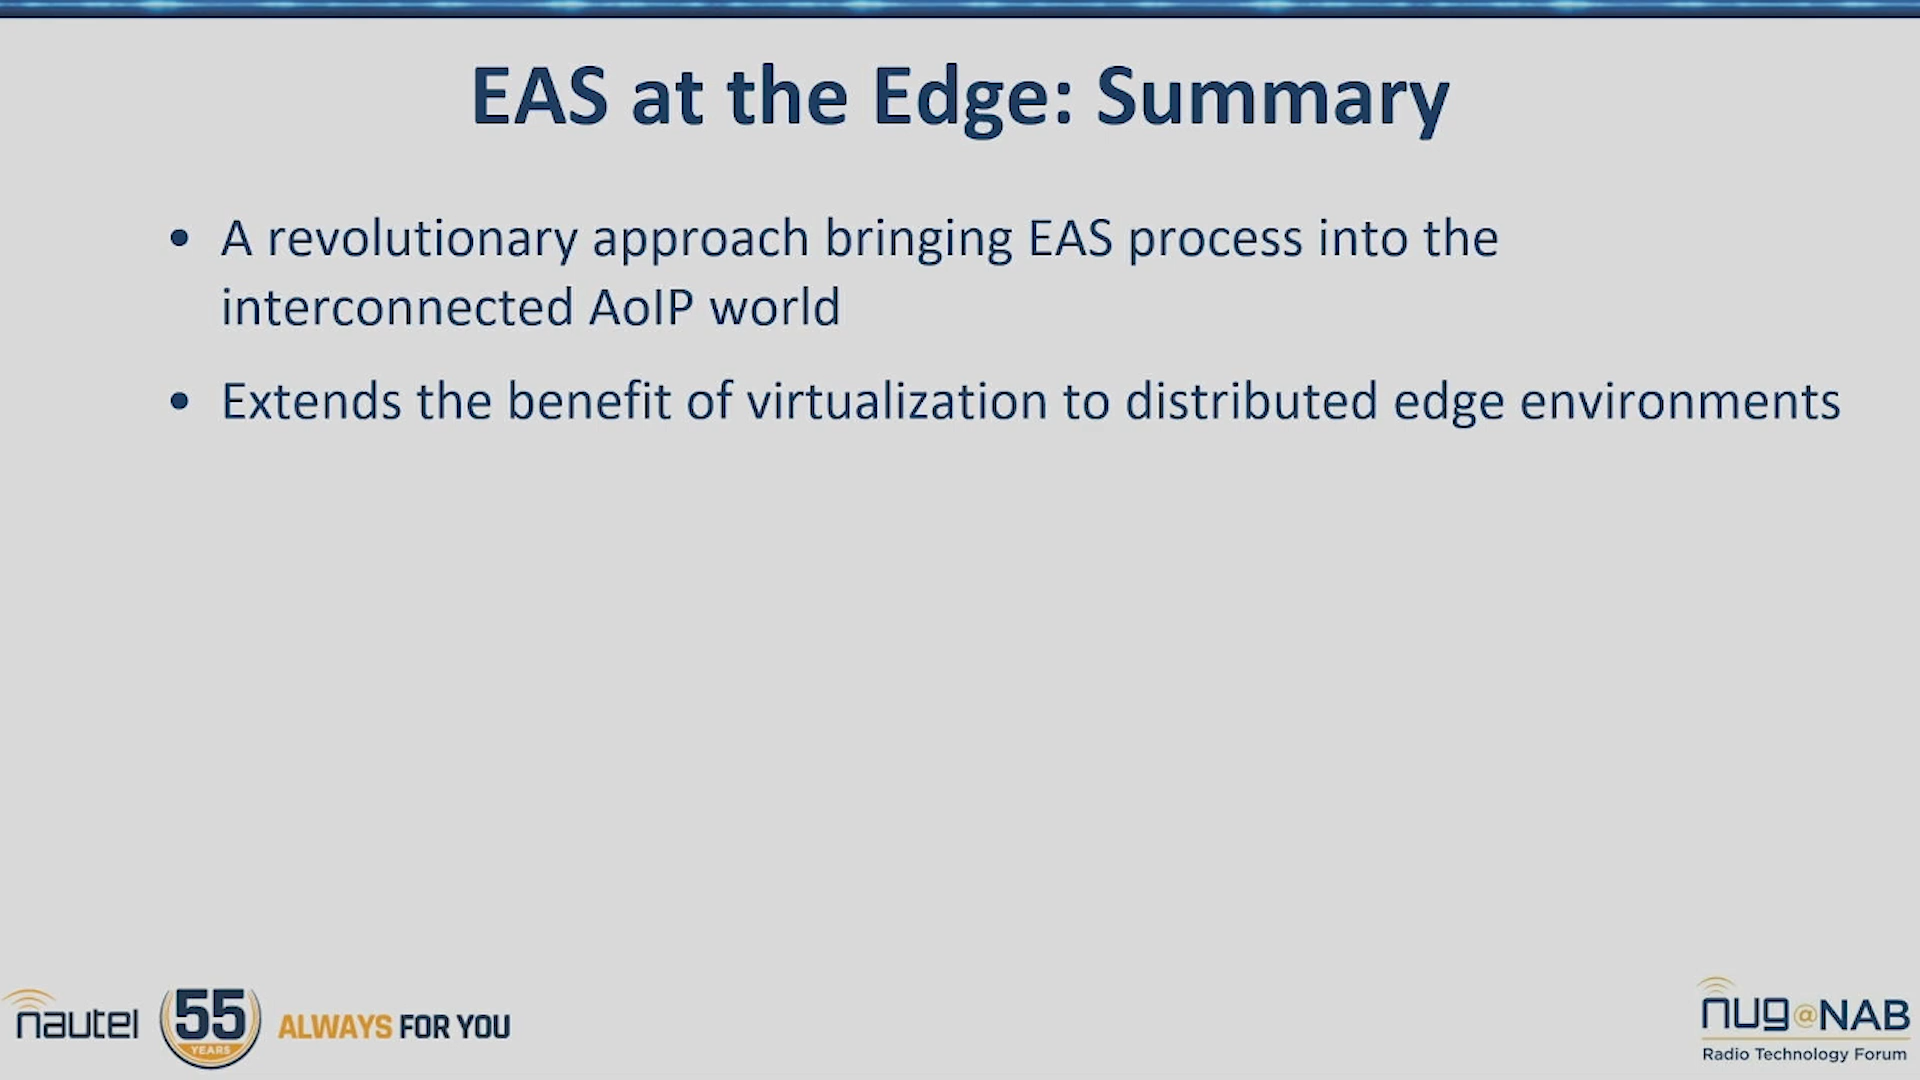 EAS at the Edge: Summary
• A revolutionary approach bringing EAS process into the
interconnected AoIP world
• Extends the benefit of virtualization to distributed edge environments
nautel
55
YEARS
ALWAYS FOR YOU
nug@NAB
Radio Technology Forum